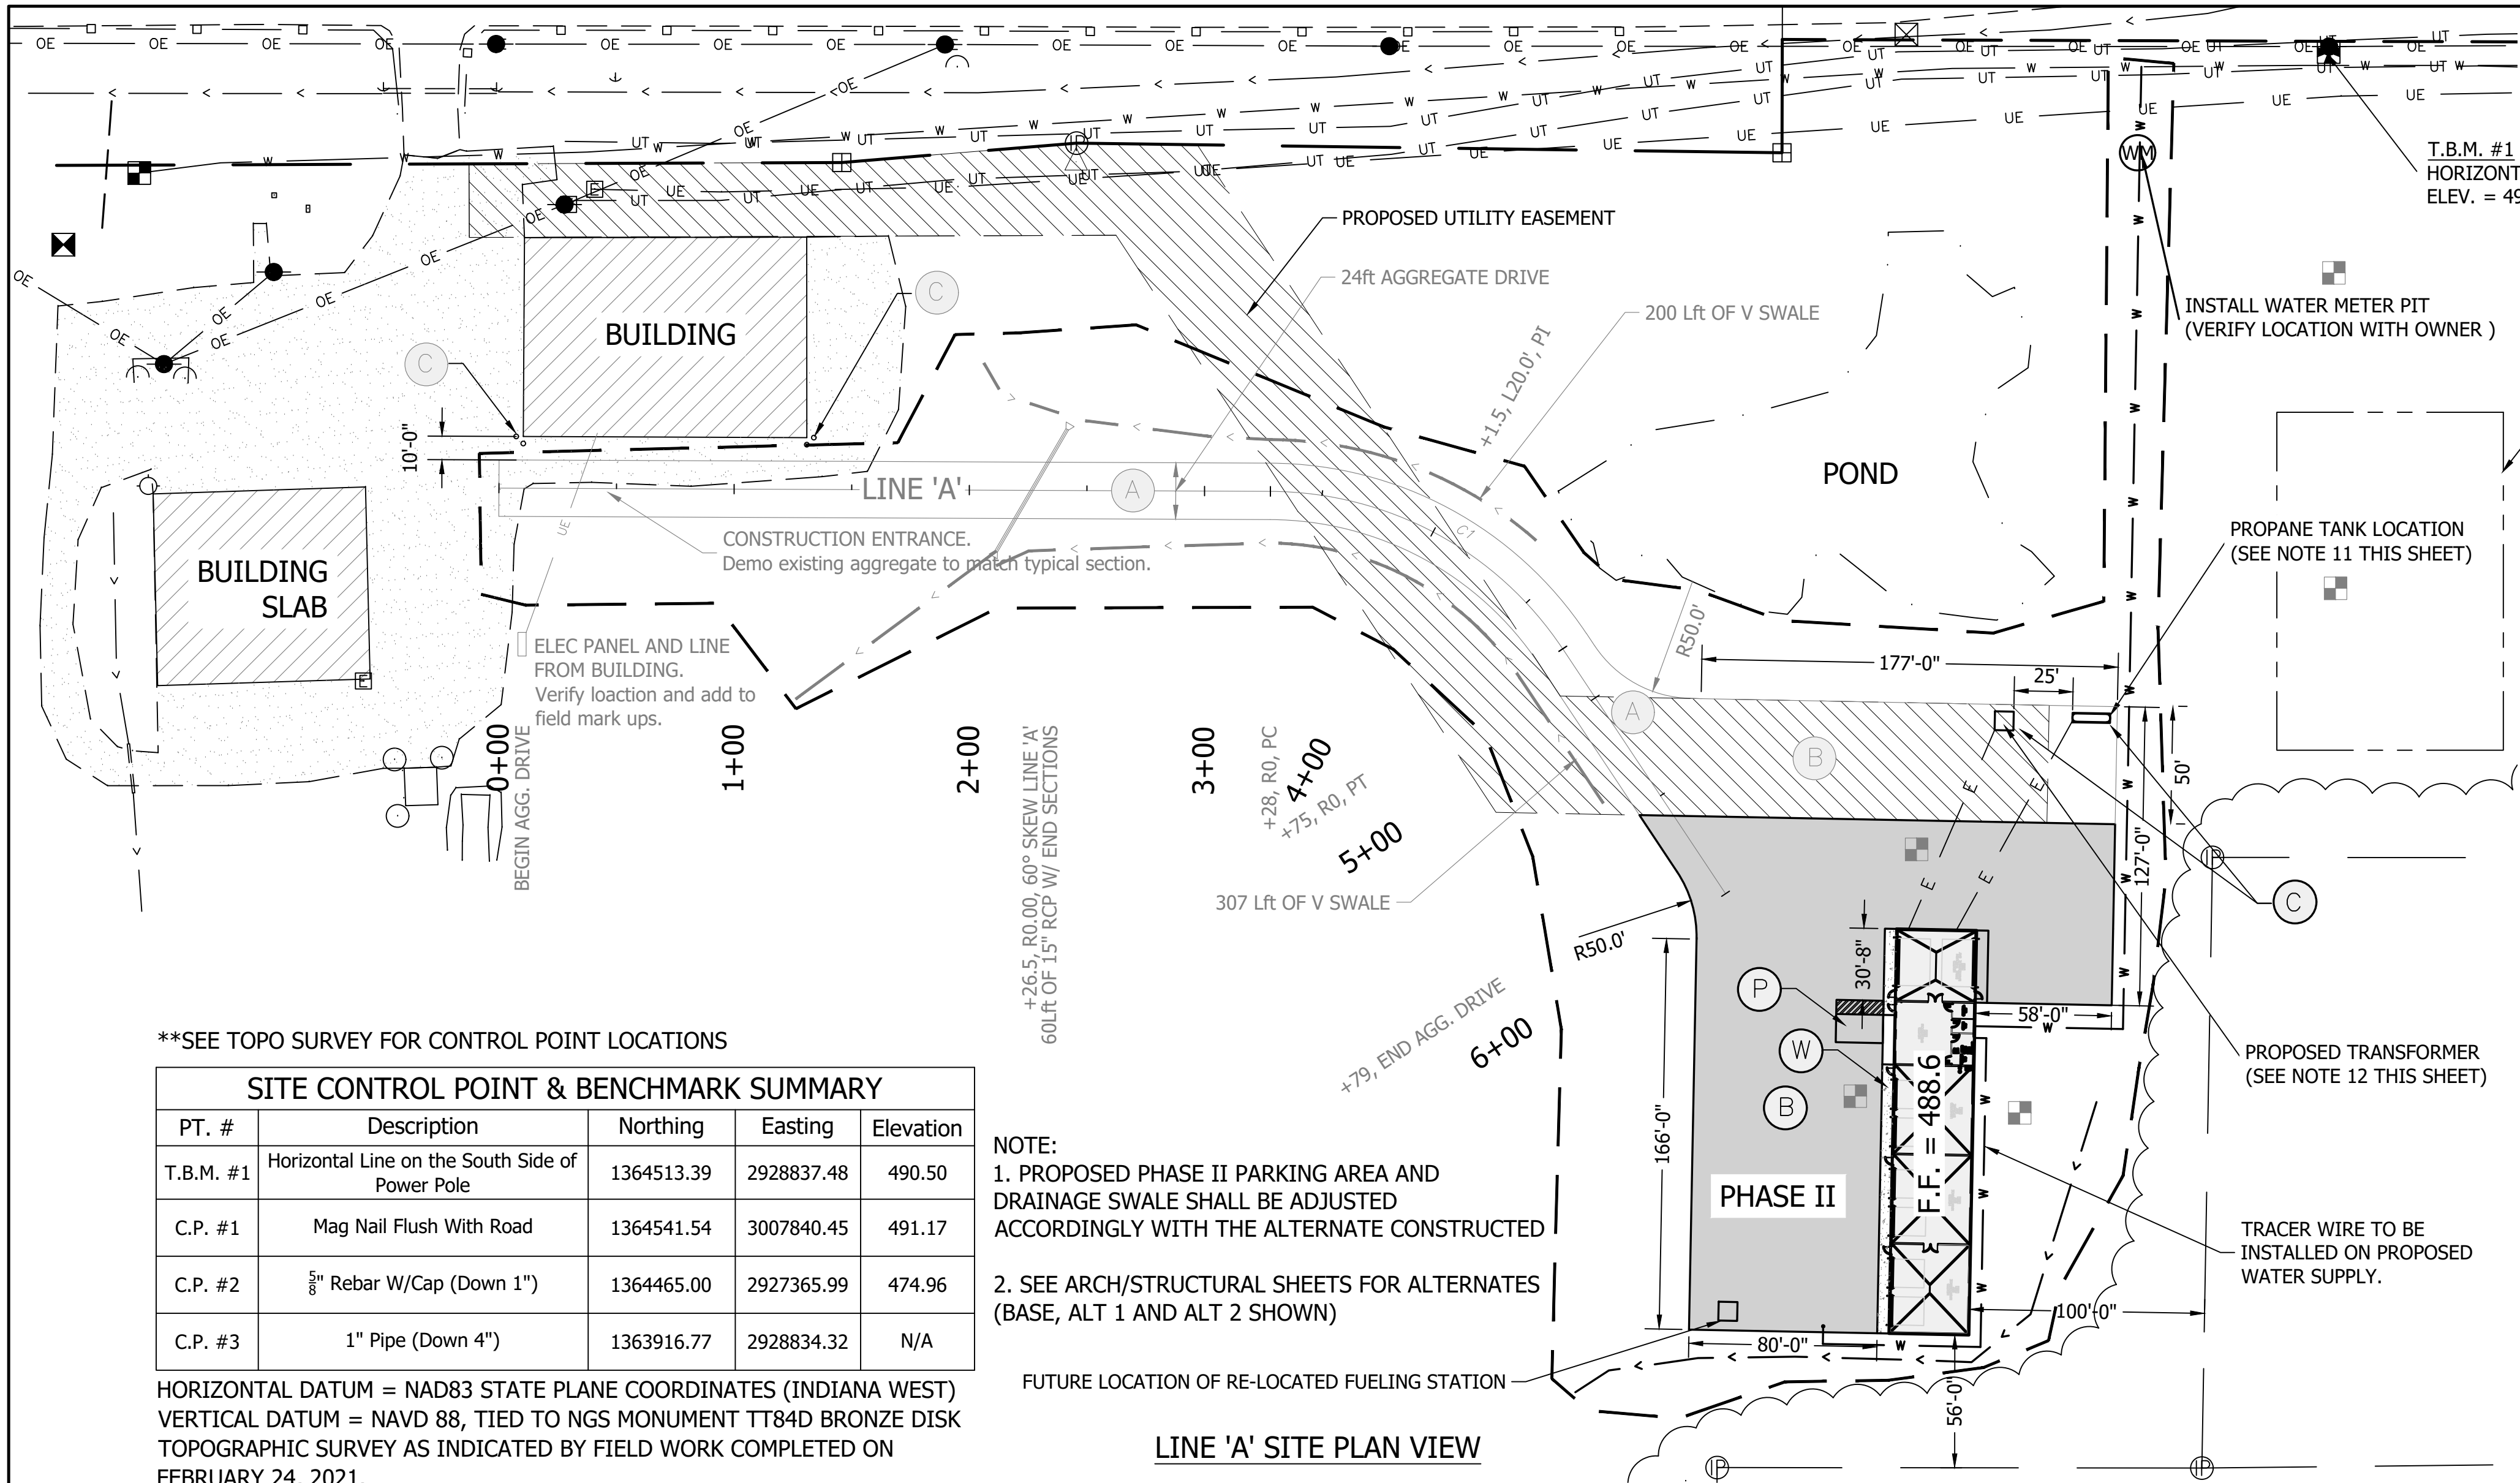 T.B.M. #1
HORIZONT
ELEV. = 49
PROPOSED UTILITY EASEMENT
24ft AGGREGATE DRIVE
200 Lft OF V SWALE
+1.5, L20.0', PI
INSTALL WATER METER PIT
(VERIFY LOCATION WITH OWNER )
WM
IP
BUILDING
C
C
10'-0"
LINE 'A'
A
C1
POND
CONSTRUCTION ENTRANCE.
Demo existing aggregate to match typical section.
BUILDING
SLAB
E
E
UE
ELEC PANEL AND LINE
FROM BUILDING.
Verify loaction and add to
field mark ups.
PROPANE TANK LOCATION
(SEE NOTE 11 THIS SHEET)
R50.0'
177'-0"
25'
50'
A
B
127'-0"
C
IP
0+00
BEGIN AGG. DRIVE
1+00
2+00
+26.5, R0.00, 60° SKEW LINE 'A'
60Lft OF 15" RCP W/ END SECTIONS
3+00
+28, R0, PC
4+00
+75, R0, PT
5+00
307 Lft OF V SWALE
R50.0'
+79, END AGG. DRIVE
6+00
30'-8"
P
W
B
58'-0"
F.F. = 488.6
166'-0"
PHASE II
PROPOSED TRANSFORMER
(SEE NOTE 12 THIS SHEET)
TRACER WIRE TO BE
INSTALLED ON PROPOSED
WATER SUPPLY.
100'-0"
80'-0"
56'-0"
IP
IP
**SEE TOPO SURVEY FOR CONTROL POINT LOCATIONS
SITE CONTROL POINT & BENCHMARK SUMMARY
PT. # Description Northing Easting Elevation
T.B.M. #1 Horizontal Line on the South Side of Power Pole 1364513.39 2928837.48 490.50
C.P. #1 Mag Nail Flush With Road 1364541.54 3007840.45 491.17
C.P. #2 5/8" Rebar W/Cap (Down 1") 1364465.00 2927365.99 474.96
C.P. #3 1" Pipe (Down 4") 1363916.77 2928834.32 N/A
HORIZONTAL DATUM = NAD83 STATE PLANE COORDINATES (INDIANA WEST)
VERTICAL DATUM = NAVD 88, TIED TO NGS MONUMENT TT84D BRONZE DISK
TOPOGRAPHIC SURVEY AS INDICATED BY FIELD WORK COMPLETED ON
FEBRUARY 24, 2021.
NOTE:
1. PROPOSED PHASE II PARKING AREA AND
DRAINAGE SWALE SHALL BE ADJUSTED
ACCORDINGLY WITH THE ALTERNATE CONSTRUCTED
2. SEE ARCH/STRUCTURAL SHEETS FOR ALTERNATES
(BASE, ALT 1 AND ALT 2 SHOWN)
FUTURE LOCATION OF RE-LOCATED FUELING STATION
LINE 'A' SITE PLAN VIEW